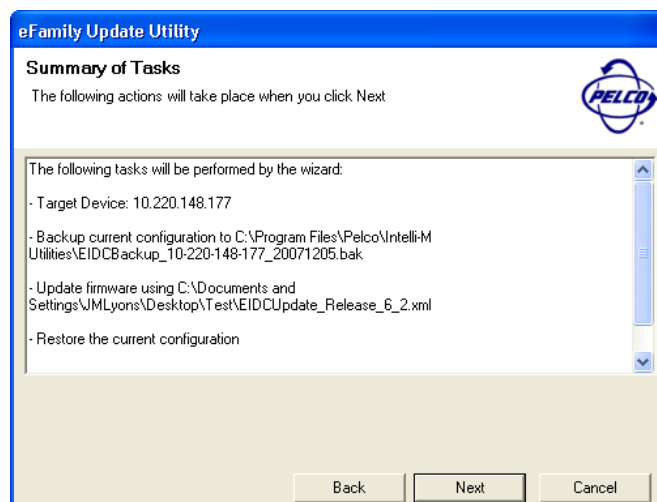 eFamily Update Utility
Summary of Tasks
The following actions will take place when you click Next
PELCO
The following tasks will be performed by the wizard:
- Target Device: 10.220.148.177
- Backup current configuration to C:\Program Files\Pelco\Intelli-M
Utilities\EIDCBackup_10-220-148-177_20071205.bak
- Update firmware using C:\Documents and
Settings\JMLyons\Desktop\Test\EIDCUpdate_Release_6_2.xml
- Restore the current configuration
Back
Next
Cancel